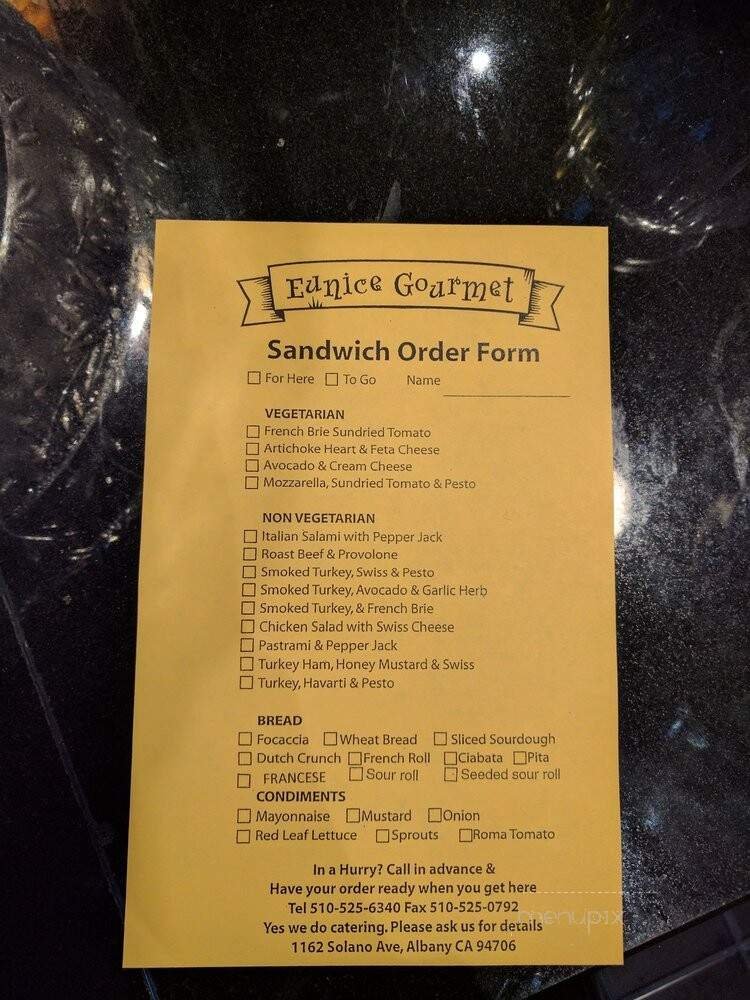 Eunice Gourmet
Sandwich Order Form
For Here To Go Name
VEGETARIAN
French Brie Sundried Tomato
Artichoke Heart & Feta Cheese
Avocado & Cream Cheese
Mozzarella, Sundried Tomato & Pesto
NON VEGETARIAN
Italian Salami with Pepper Jack
Roast Beef & Provolone
Smoked Turkey, Swiss & Pesto
Smoked Turkey, Avocado & Garlic Herb
Smoked Turkey, & French Brie
Chicken Salad with Swiss Cheese
Pastrami & Pepper Jack
Turkey Ham, Honey Mustard & Swiss
Turkey, Havarti & Pesto
BREAD
Focaccia Wheat Bread Sliced Sourdough
Dutch Crunch French Roll Ciabata Pita
FRANCESE Sour roll Seeded sour roll
CONDIMENTS
Mayonnaise Mustard Onion
Red Leaf Lettuce Sprouts Roma Tomato
In a Hurry? Call in advance &
Have your order ready when you get here
Tel 510-525-6340 Fax 510-525-0792
menupix
Yes we do catering. Please ask us for details
1162 Solano Ave, Albany CA 94706